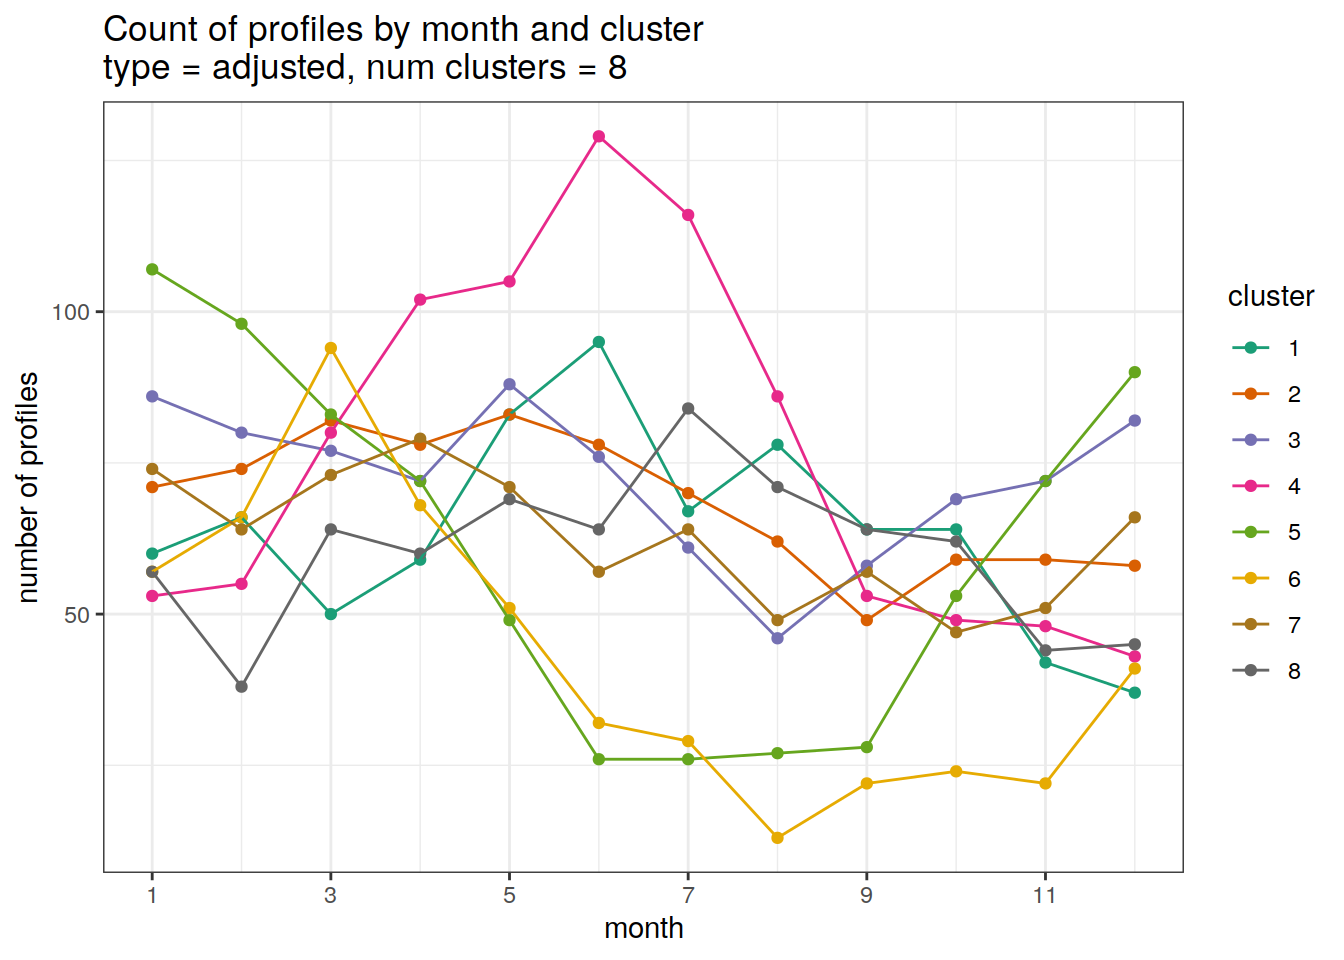 Count of profiles by month and cluster
type = adjusted, num clusters = 8
number of profiles
100
50
1 3 5 7 9 11
month
cluster
1
2
3
4
5
6
7
8